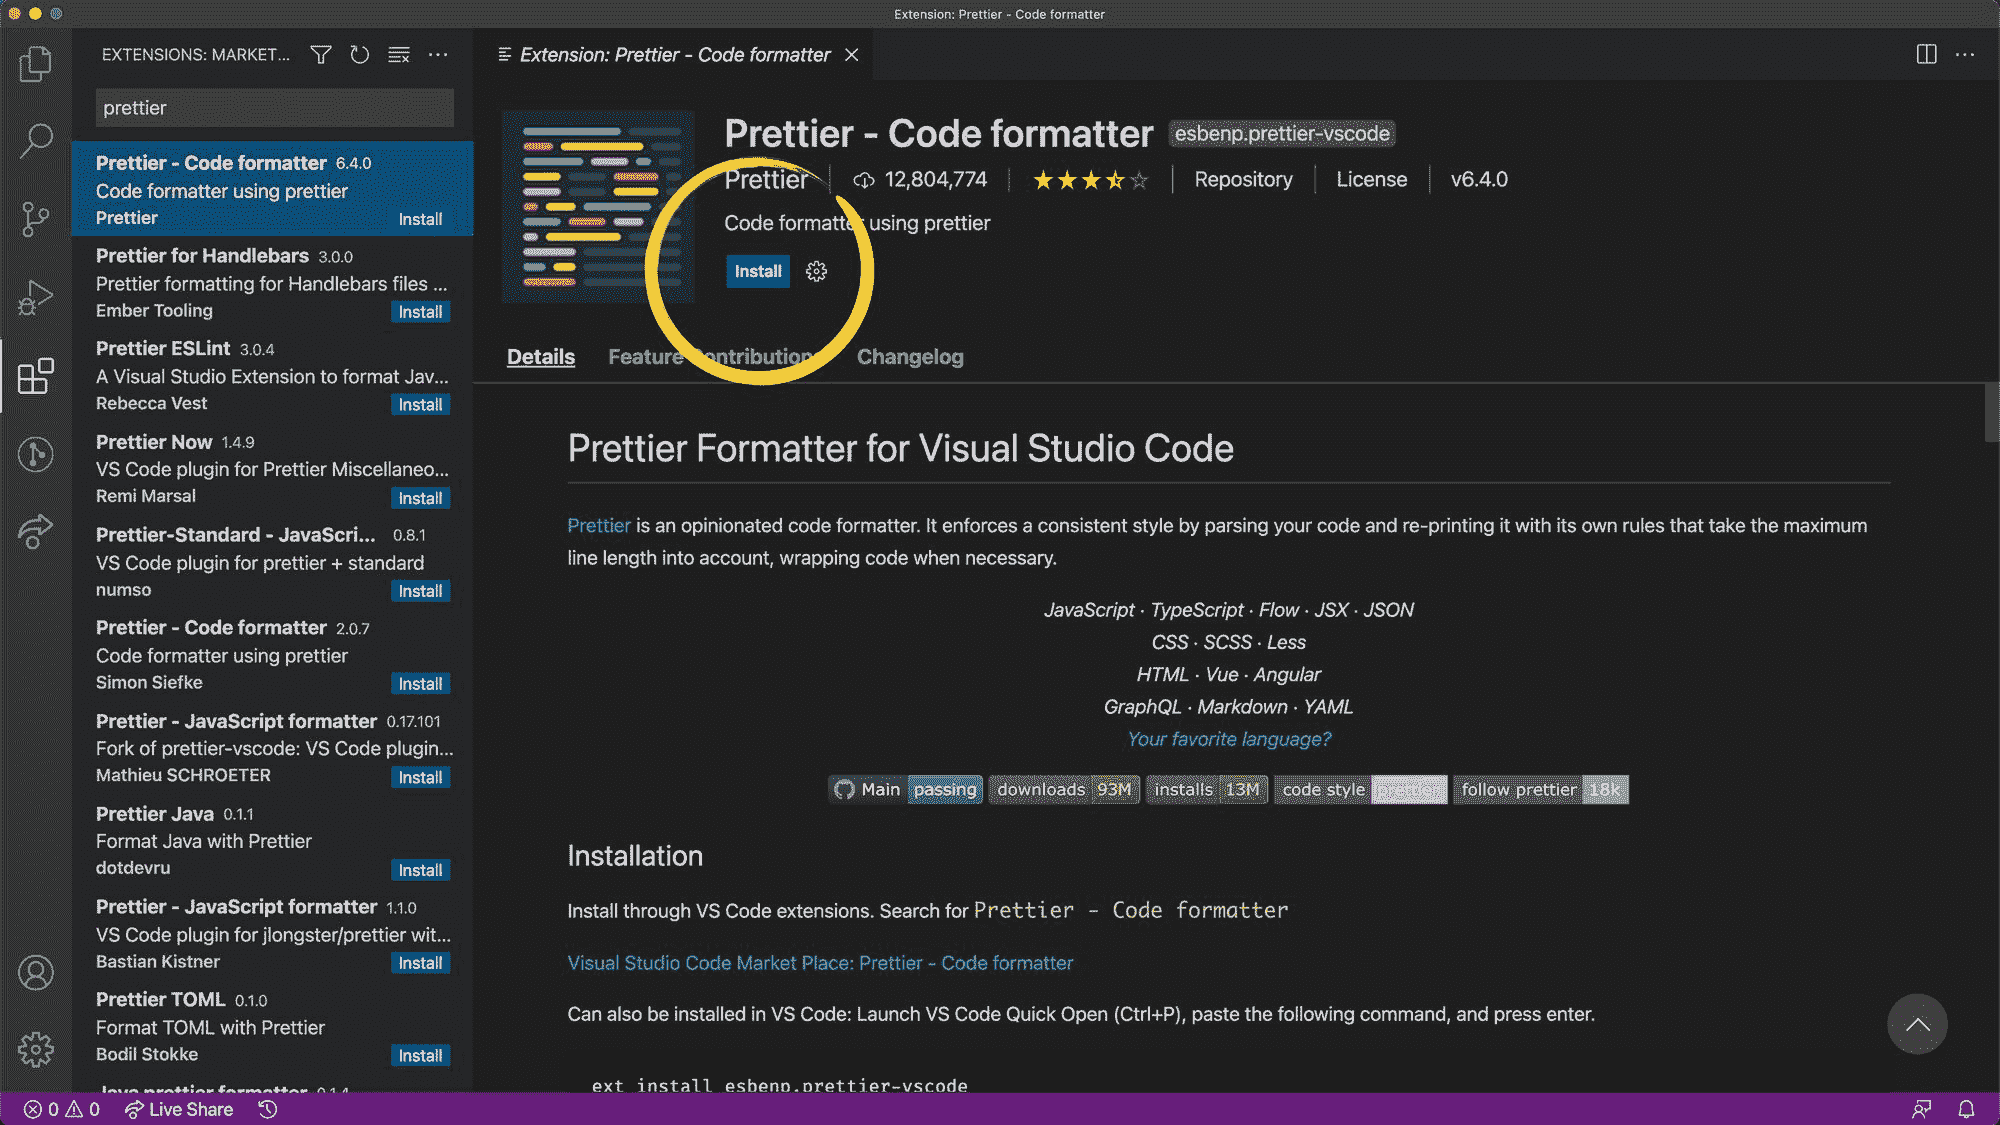 Extension: Prettier - Code formatter
EXTENSIONS: MARKET...
prettier
Prettier - Code formatter 6.4.0
Code formatter using prettier
Prettier Install
Prettier for Handlebars 3.0.0
Prettier formatting for Handlebars files ...
Ember Tooling Install
Prettier ESLint 3.0.4
A Visual Studio Extension to format Jav...
Rebecca Vest Install
Prettier Now 1.4.9
VS Code plugin for Prettier Miscellaneo...
Remi Marsal Install
Prettier-Standard - JavaScri... 0.8.1
VS Code plugin for prettier + standard
numso Install
Prettier - Code formatter 2.0.7
Code formatter using prettier
Simon Siefke Install
Prettier - JavaScript formatter 0.17.101
Fork of prettier-vscode: VS Code plugin...
Mathieu SCHROETER Install
Prettier Java 0.1.1
Format Java with Prettier
dotdevru Install
Prettier - JavaScript formatter 1.1.0
VS Code plugin for jlongster/prettier wit...
Bastian Kistner Install
Prettier TOML 0.1.0
Format TOML with Prettier
Bodil Stokke Install
Java prettier formatter 0.1.4
Extension: Prettier - Code formatter
Prettier - Code formatter esbenp.prettier-vscode
Prettier 12,804,774 Repository License v6.4.0
Code formatter using prettier
Install
Details Feature Contributions Changelog
Prettier Formatter for Visual Studio Code
Prettier is an opinionated code formatter. It enforces a consistent style by parsing your code and re-printing it with its own rules that take the maximum
line length into account, wrapping code when necessary.
JavaScript · TypeScript · Flow · JSX · JSON
CSS · SCSS · Less
HTML · Vue · Angular
GraphQL · Markdown · YAML
Your favorite language?
Main passing downloads 93M installs 13M code style prettier follow prettier 18k
Installation
Install through VS Code extensions. Search for Prettier - Code formatter
Visual Studio Code Market Place: Prettier - Code formatter
Can also be installed in VS Code: Launch VS Code Quick Open (Ctrl+P), paste the following command, and press enter.
ext install esbenp.prettier-vscode
0 0 Live Share